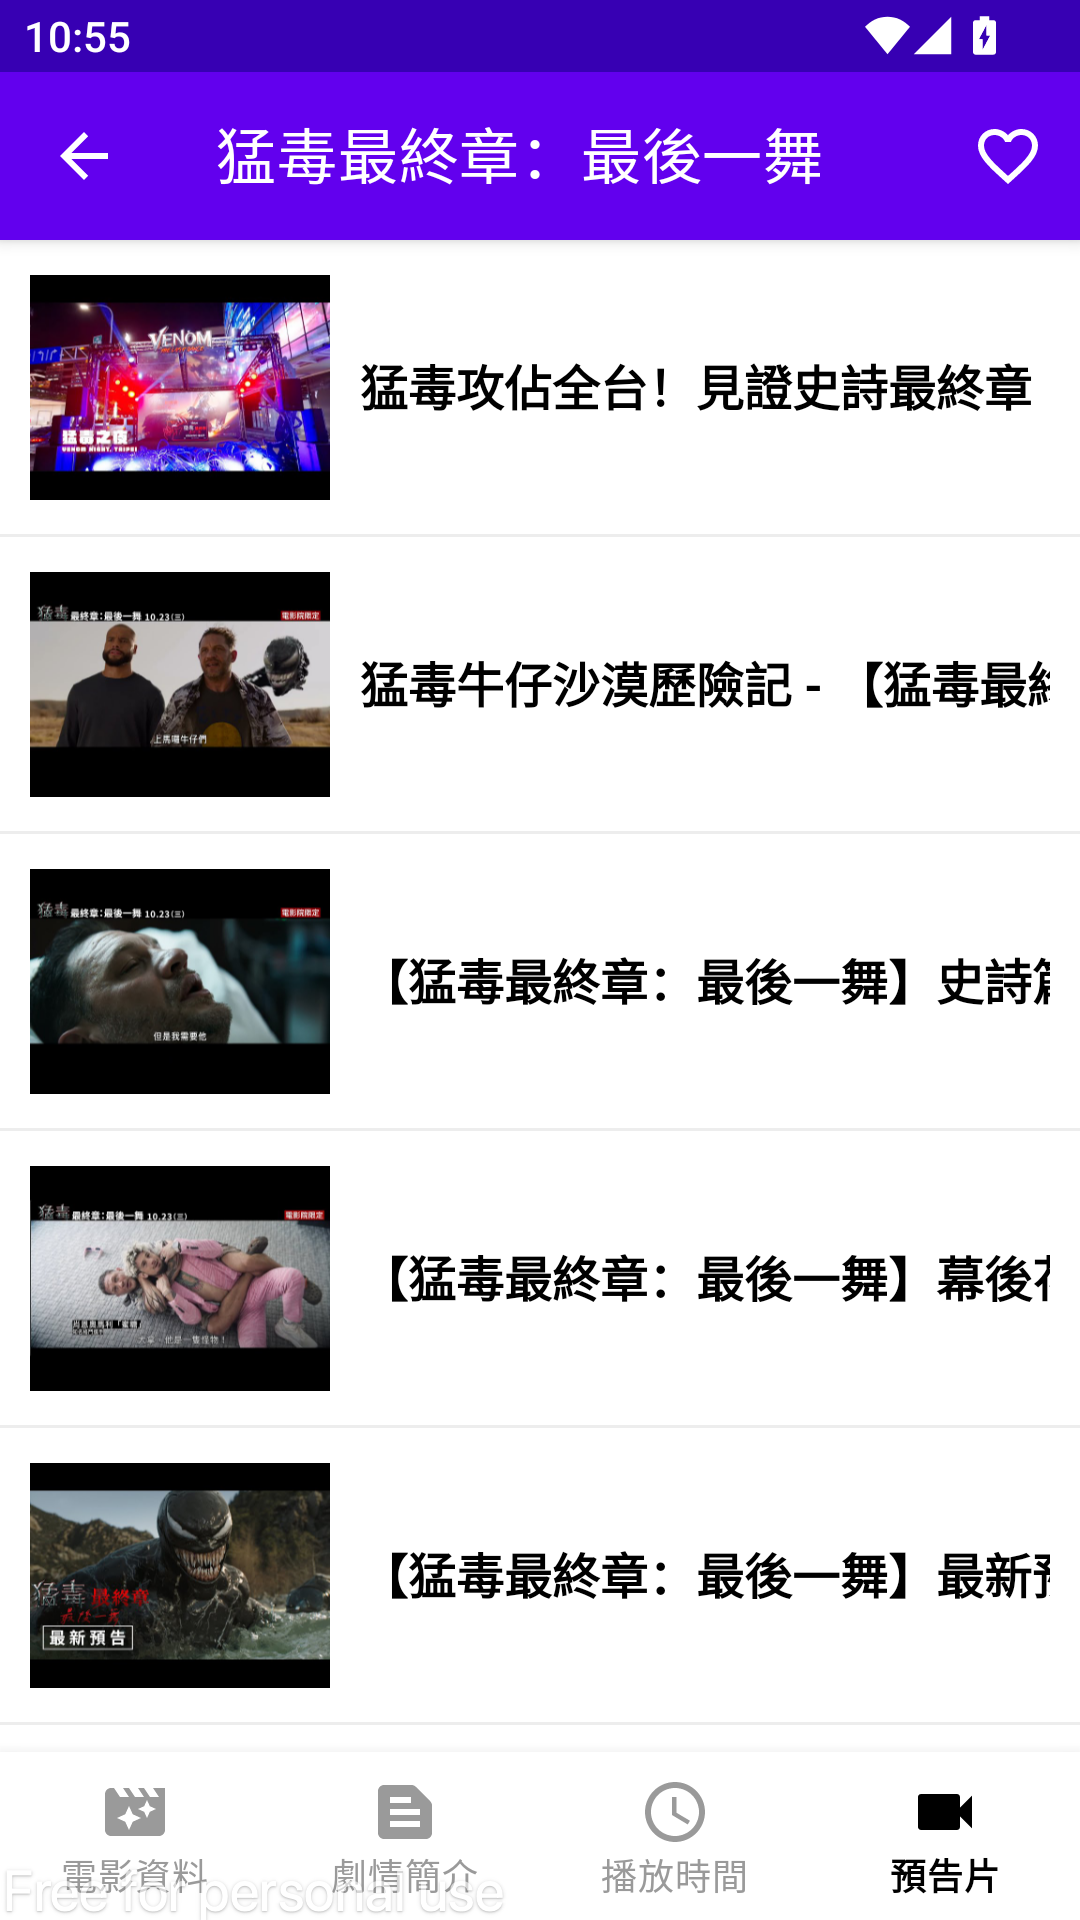 10:55
猛毒最終章：最後一舞
VENOM
猛毒之夜
VENOM NIGHT, TAIPEI
猛毒攻佔全台！見證史詩最終章
猛毒 最終章:最後一舞 10.23(三)
電影院限定
上馬囉牛仔們
猛毒牛仔沙漠歷險記 - 【猛毒最終
猛毒 最終章:最後一舞 10.23(三)
電影院限定
但是我需要他
【猛毒最終章：最後一舞】史詩篇
猛毒 最終章:最後一舞 10.23(三)
電影院限定
【猛毒最終章：最後一舞】幕後花
猛毒 最終章
最後一舞
最新預告
【猛毒最終章：最後一舞】最新預
電影資料
劇情簡介
播放時間
預告片
Free for personal use